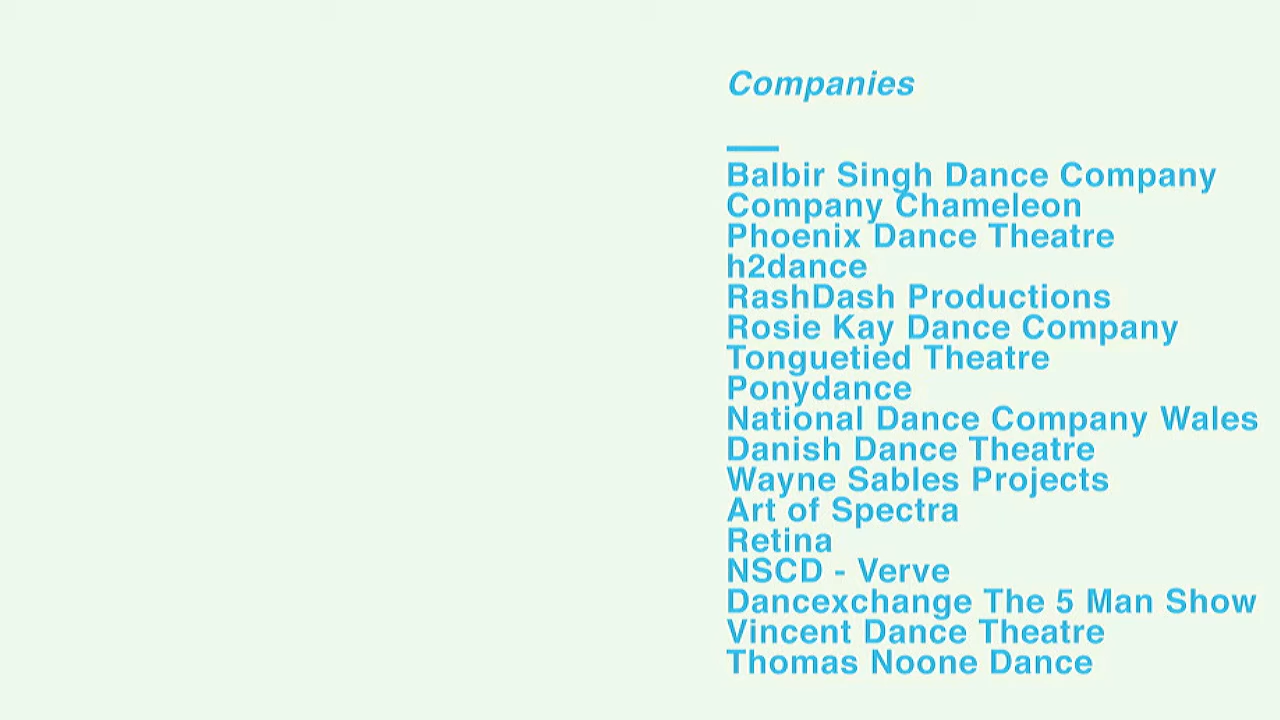 Companies
Balbir Singh Dance Company
Company Chameleon
Phoenix Dance Theatre
h2dance
RashDash Productions
Rosie Kay Dance Company
Tonguetied Theatre
Ponydance
National Dance Company Wales
Danish Dance Theatre
Wayne Sables Projects
Art of Spectra
Retina
NSCD - Verve
Dancexchange The 5 Man Show
Vincent Dance Theatre
Thomas Noone Dance